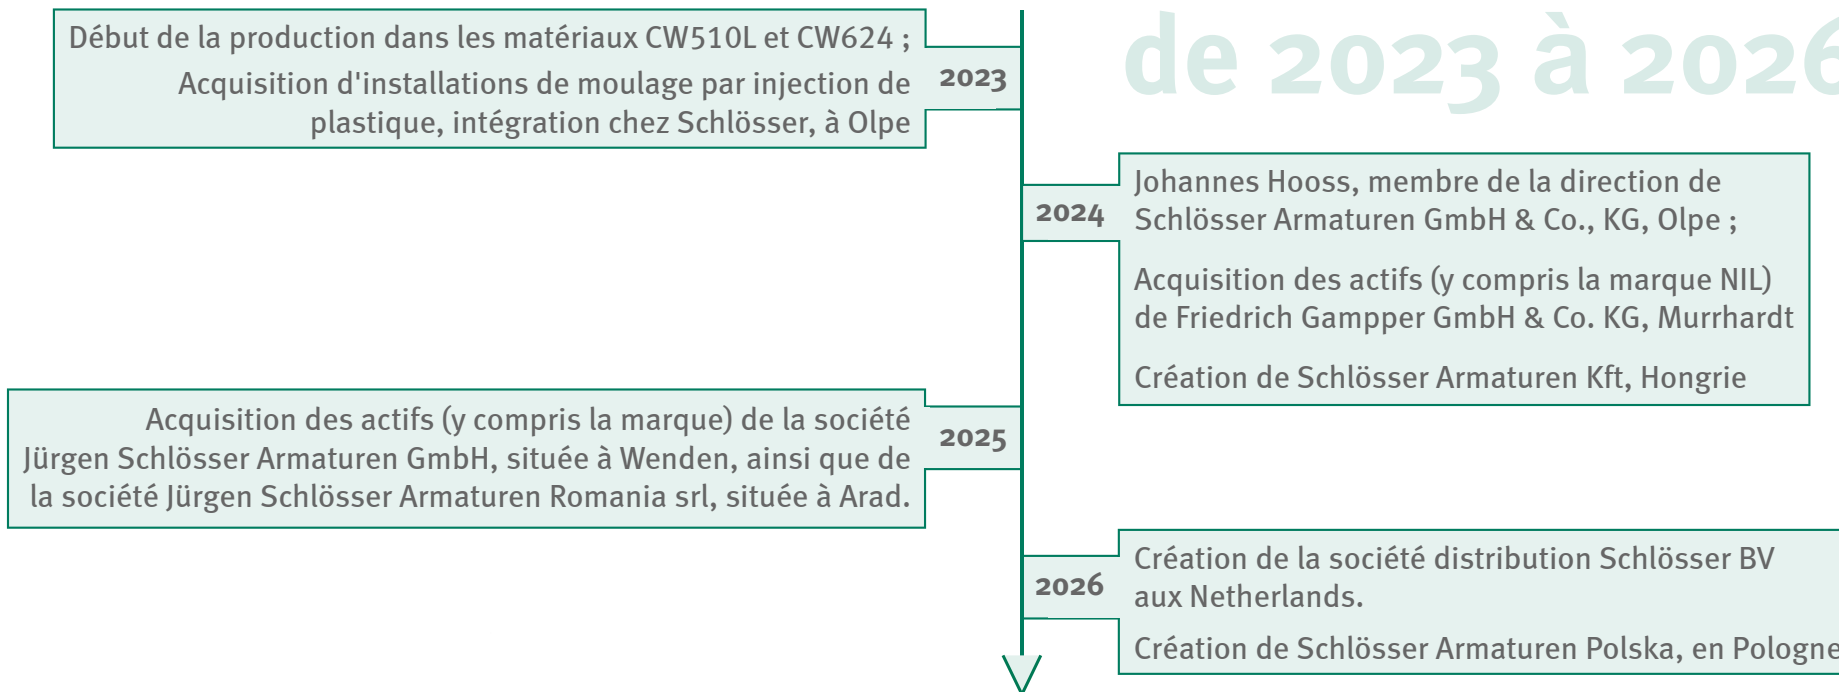 de 2023 à 2026
Début de la production dans les matériaux CW510L et CW624 ;
Acquisition d'installations de moulage par injection de
plastique, intégration chez Schlösser, à Olpe
2023
2024
Johannes Hooss, membre de la direction de
Schlösser Armaturen GmbH & Co., KG, Olpe ;
Acquisition des actifs (y compris la marque NIL)
de Friedrich Gampper GmbH & Co. KG, Murrhardt
Création de Schlösser Armaturen Kft, Hongrie
Acquisition des actifs (y compris la marque) de la société
Jürgen Schlösser Armaturen GmbH, située à Wenden, ainsi que de
la société Jürgen Schlösser Armaturen Romania srl, située à Arad.
2025
2026
Création de la société distribution Schlösser BV
aux Netherlands.
Création de Schlösser Armaturen Polska, en Pologne